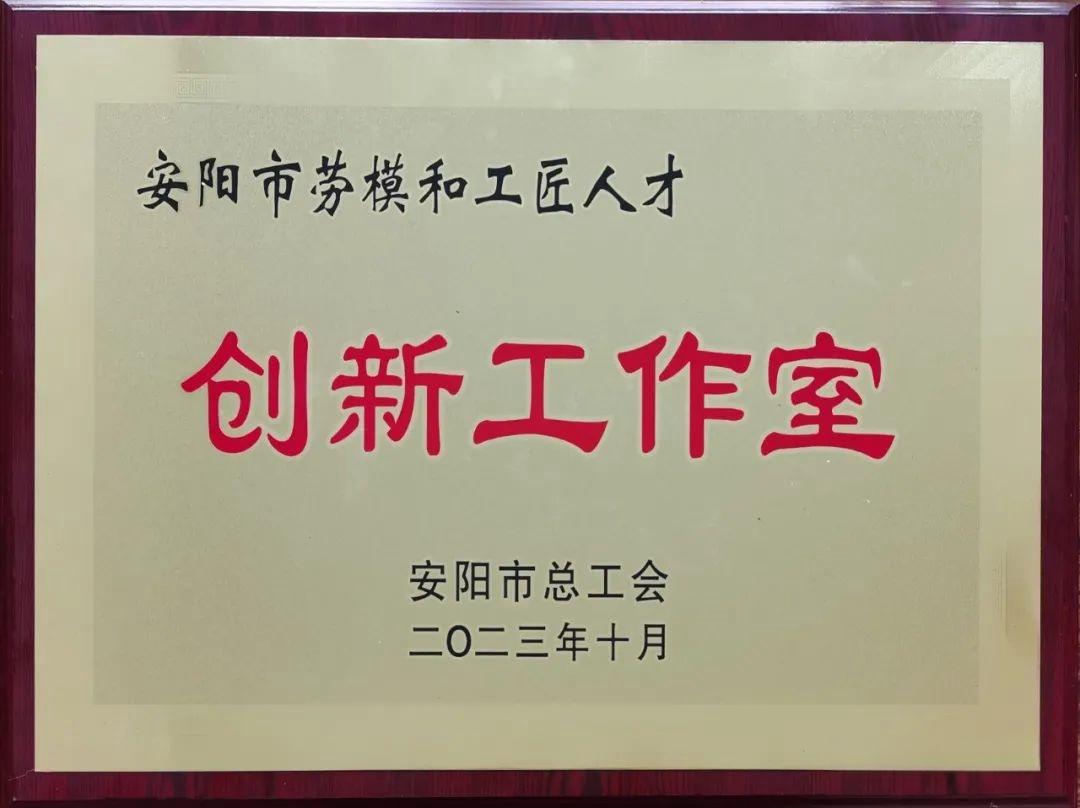 安阳市劳模和工匠人才
创新工作室
安阳市总工会
二〇二三年十月